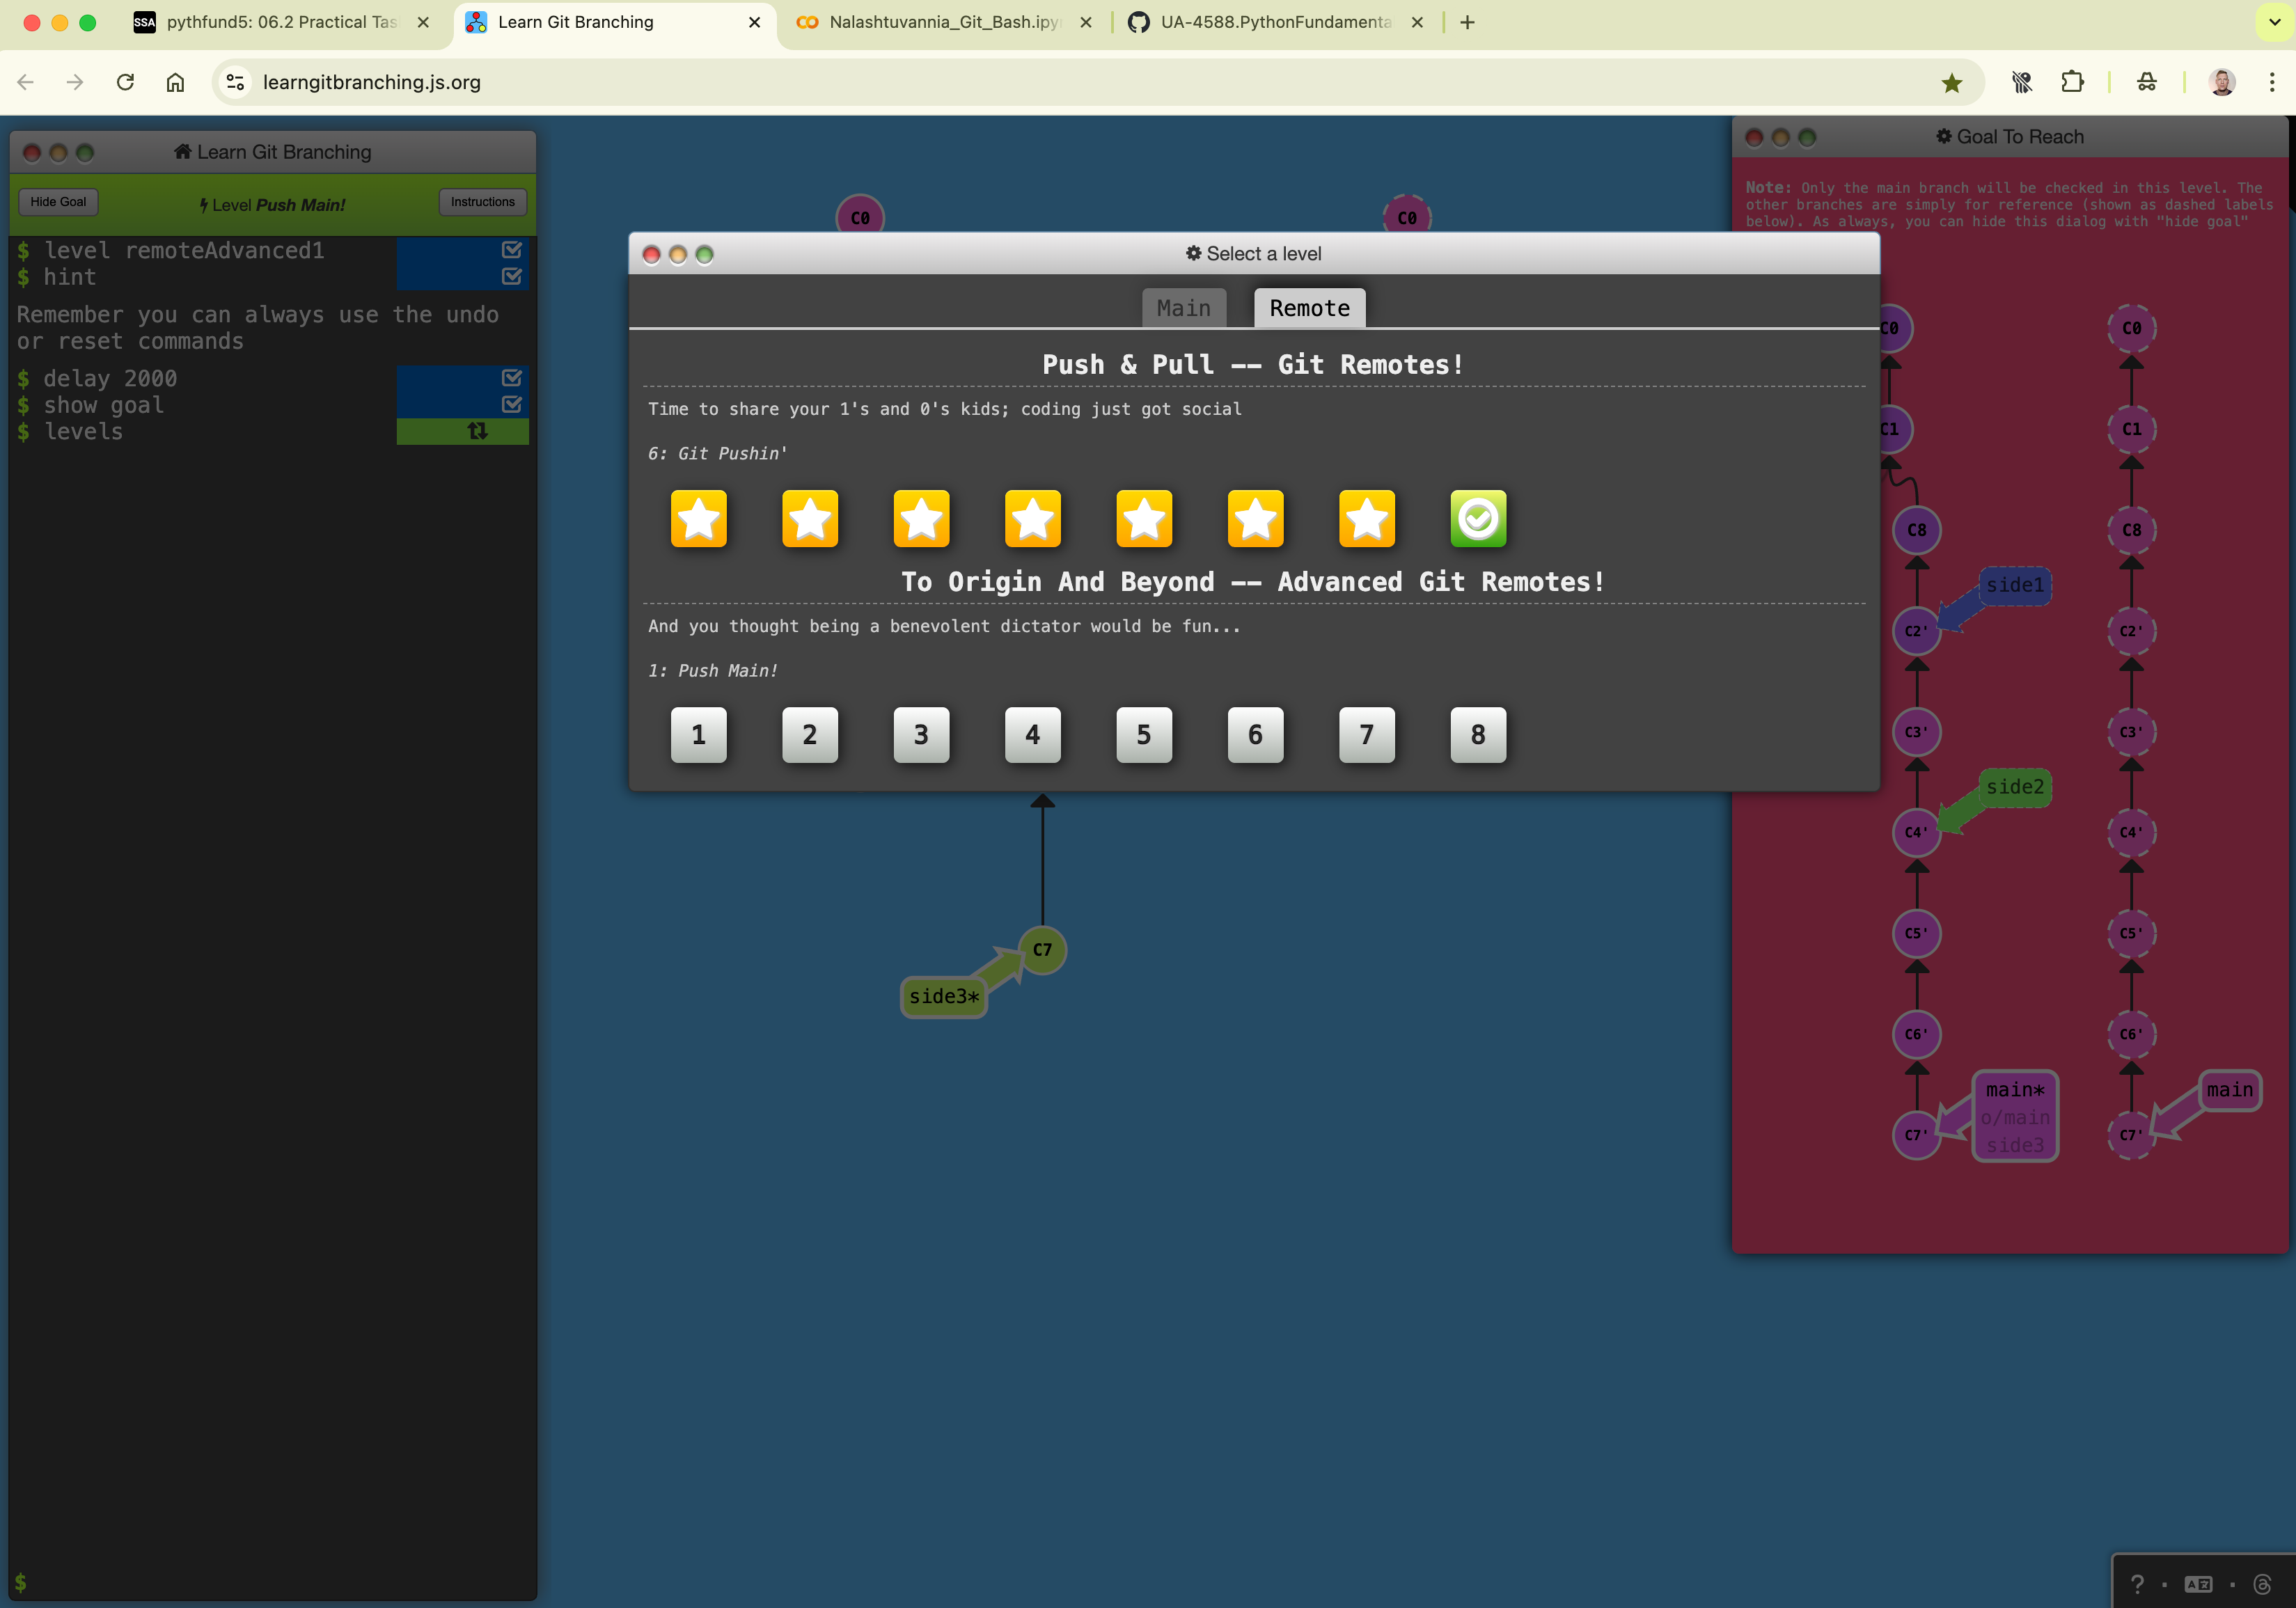 pythfund5: 06.2 Practical Tas
Learn Git Branching
Nalashtuvannia_Git_Bash.ipy
UA-4588.PythonFundamenta
learngitbranching.js.org
Learn Git Branching
Hide Goal
Level Push Main!
Instructions
$ level remoteAdvanced1
$ hint
Remember you can always use the undo
or reset commands
$ delay 2000
$ show goal
$ levels
$
C0
C0
Select a level
Main
Remote
Push & Pull -- Git Remotes!
Time to share your 1's and 0's kids; coding just got social
6: Git Pushin'
To Origin And Beyond -- Advanced Git Remotes!
And you thought being a benevolent dictator would be fun...
1: Push Main!
1 2 3 4 5 6 7 8
C7
side3*
Goal To Reach
Note: Only the main branch will be checked in this level. The
other branches are simply for reference (shown as dashed labels
below). As always, you can hide this dialog with "hide goal"
C0 C0
C1 C1
C8 C8
side1
C2' C2'
C3' C3'
side2
C4' C4'
C5' C5'
C6' C6'
main* main
o/main
C7' C7'
side3
? · ·